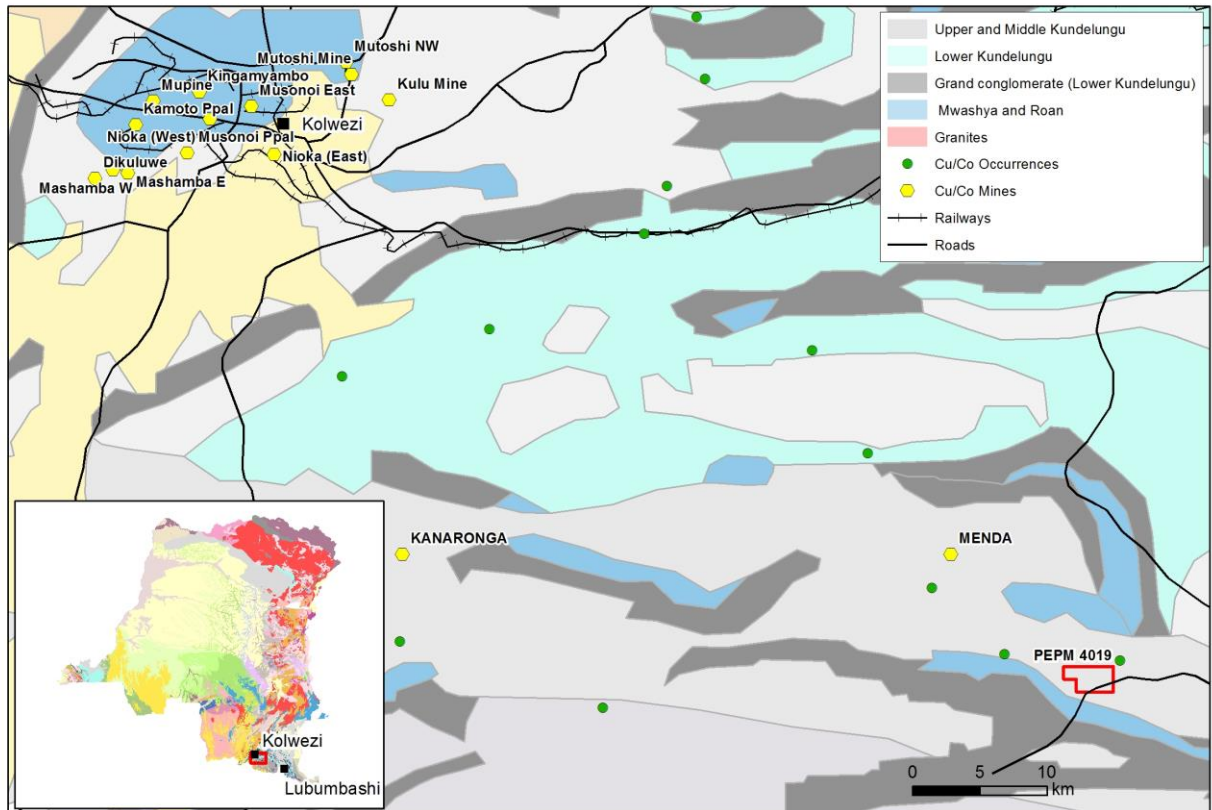 Mutoshi NW
Mutoshi Mine
Kingamyambo
Kulu Mine
Mupine
Musonoi East
Kamoto Ppal
Kolwezi
Nioka (West) Musonoi Ppal
Nioka (East)
Dikuluwe
Mashamba E
Mashamba W
Upper and Middle Kundelungu
Lower Kundelungu
Grand conglomerate (Lower Kundelungu)
Mwashya and Roan
Granites
Cu/Co Occurrences
Cu/Co Mines
Railways
Roads
KANARONGA
MENDA
PEPM 4019
Kolwezi
Lubumbashi
0 5 10
km